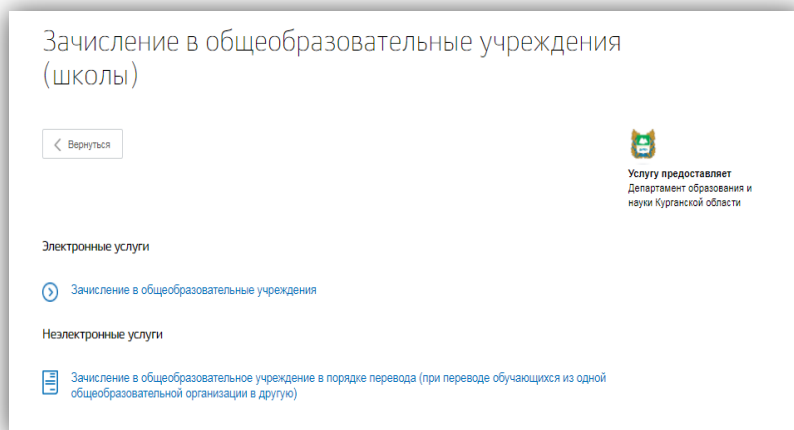 Зачисление в общеобразовательные учреждения
(школы)
Вернуться
Услугу предоставляет
Департамент образования и
науки Курганской области
Электронные услуги
Зачисление в общеобразовательные учреждения
Неэлектронные услуги
Зачисление в общеобразовательное учреждение в порядке перевода (при переводе обучающихся из одной
общеобразовательной организации в другую)